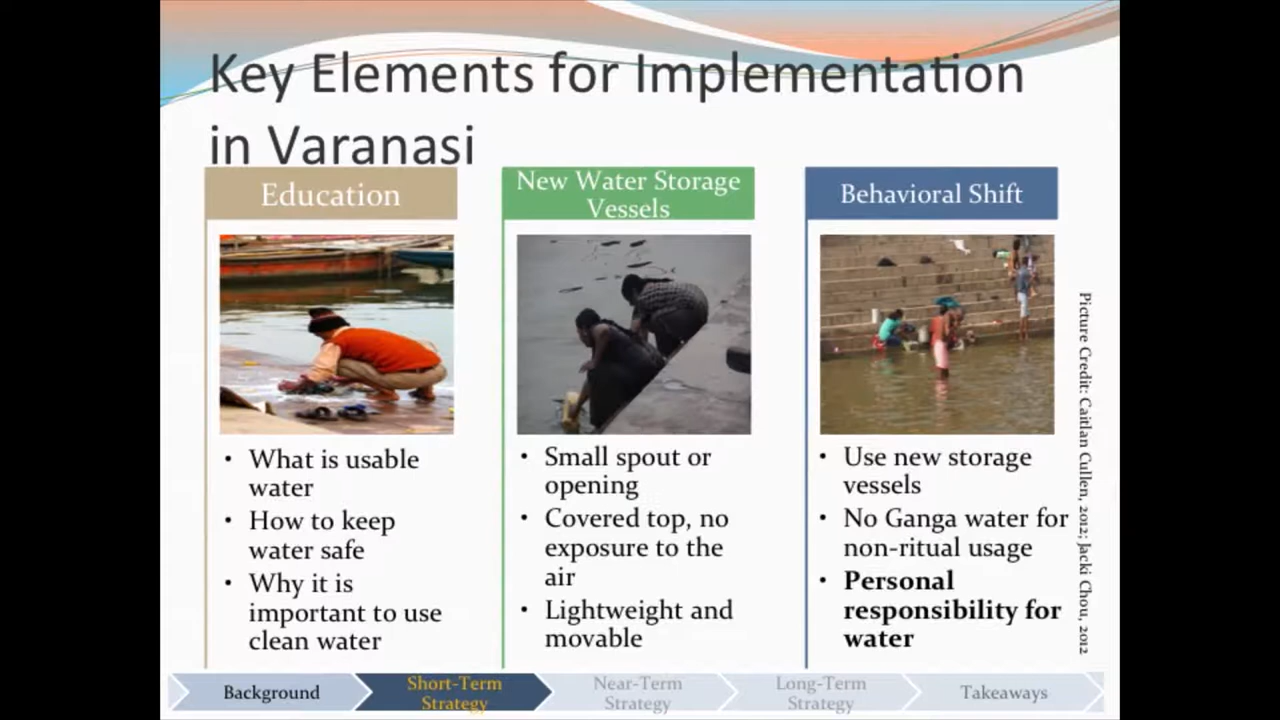 Key Elements for Implementation
in Varanasi
Education
What is usable
water
How to keep
water safe
Why it is
important to use
clean water
New Water Storage
Vessels
Small spout or
opening
Covered top, no
exposure to the
air
Lightweight and
movable
Behavioral Shift
Use new storage
vessels
No Ganga water for
non-ritual usage
Personal
responsibility for
water
Picture Credit: Caitlan Cullen, 2012; Jacki Chou, 2012
Background
Short-Term
Strategy
Near-Term
Strategy
Long-Term
Strategy
Takeaways